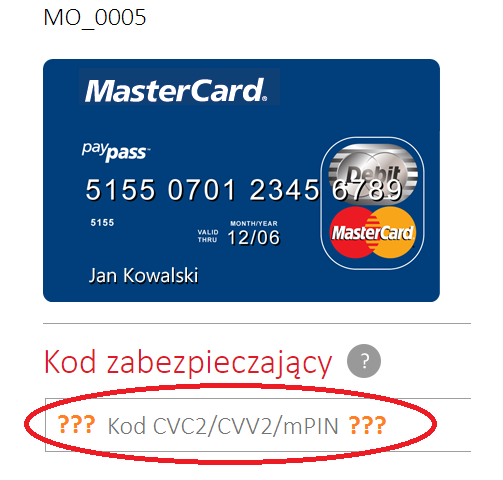 MO_0005
MasterCard.
paypass
Debit
5155 0701 2345 6789
5155
MONTH/YEAR
VALID THRU 12/06
MasterCard
Jan Kowalski
Kod zabezpieczający ?
??? Kod CVC2/CVV2/mPIN ???